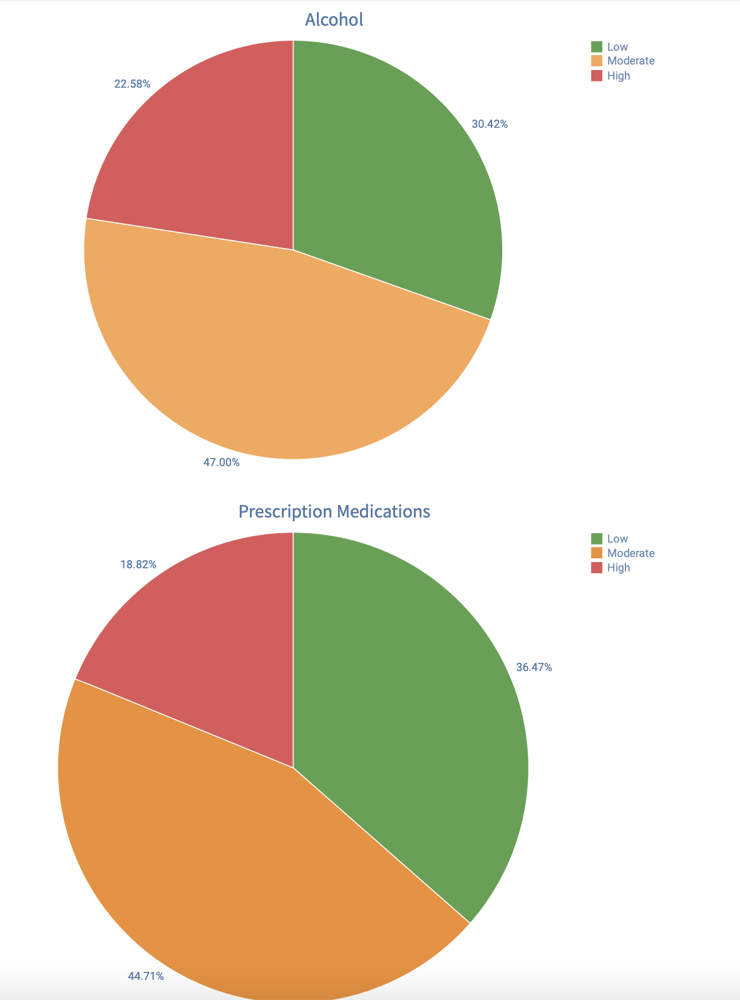 Alcohol
Low
Moderate
High
22.58%
30.42%
47.00%
Prescription Medications
Low
Moderate
High
18.82%
36.47%
44.71%